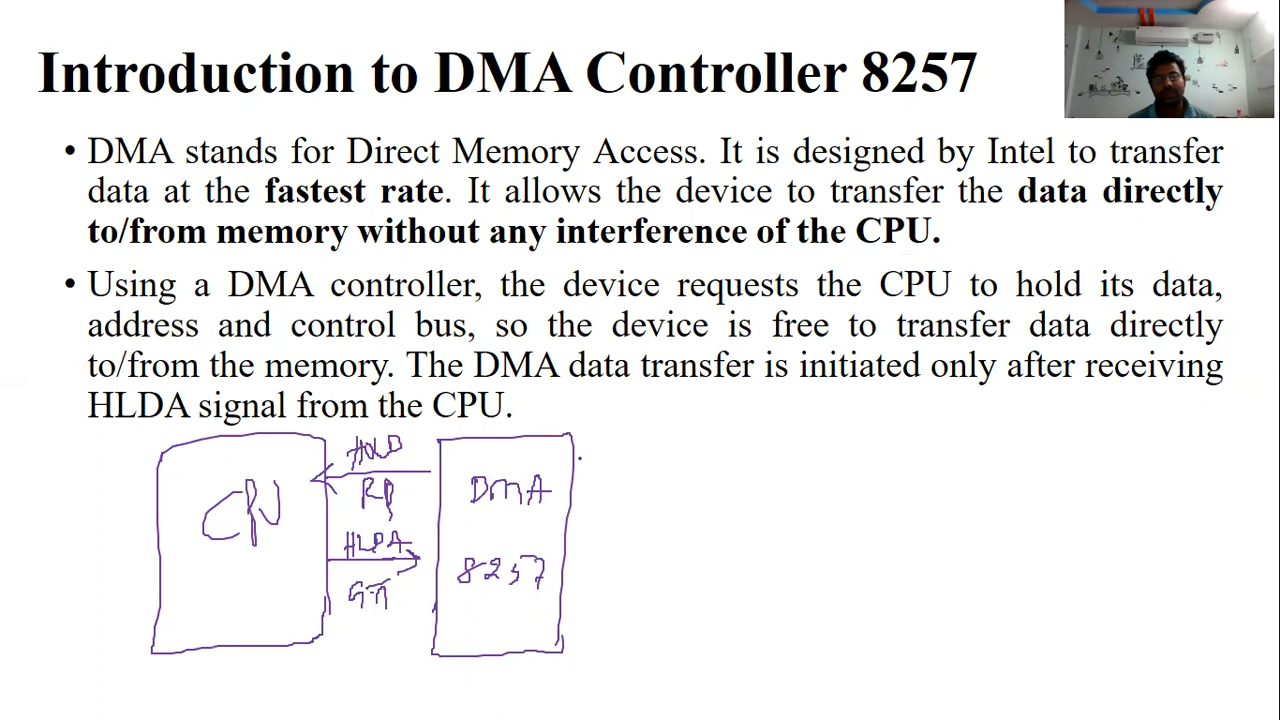 Introduction to DMA Controller 8257
• DMA stands for Direct Memory Access. It is designed by Intel to transfer
data at the fastest rate. It allows the device to transfer the data directly
to/from memory without any interference of the CPU.
• Using a DMA controller, the device requests the CPU to hold its data,
address and control bus, so the device is free to transfer data directly
to/from the memory. The DMA data transfer is initiated only after receiving
HLDA signal from the CPU.
HOLD
CPU
DMA
RQ
HLDA
8257